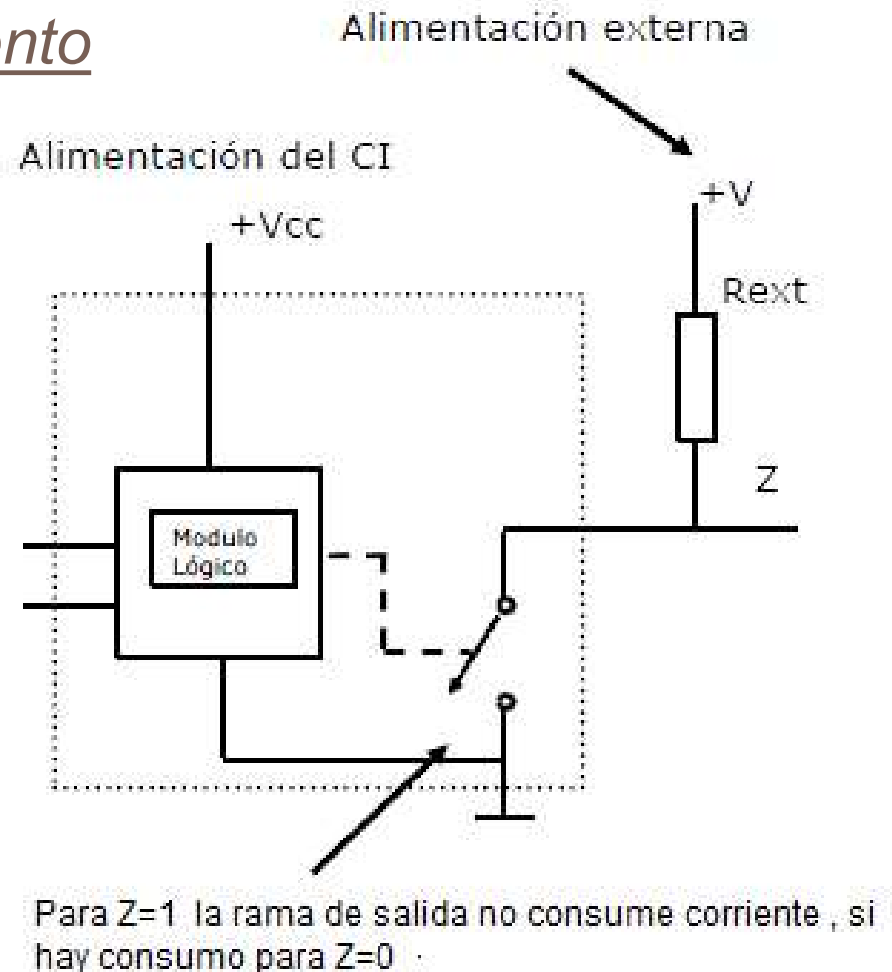 ento
Alimentación externa
Alimentación del CI
+Vcc
+V
Rext
Z
Modulo
Lógico
Para Z=1 la rama de salida no consume corriente , si
hay consumo para Z=0 .